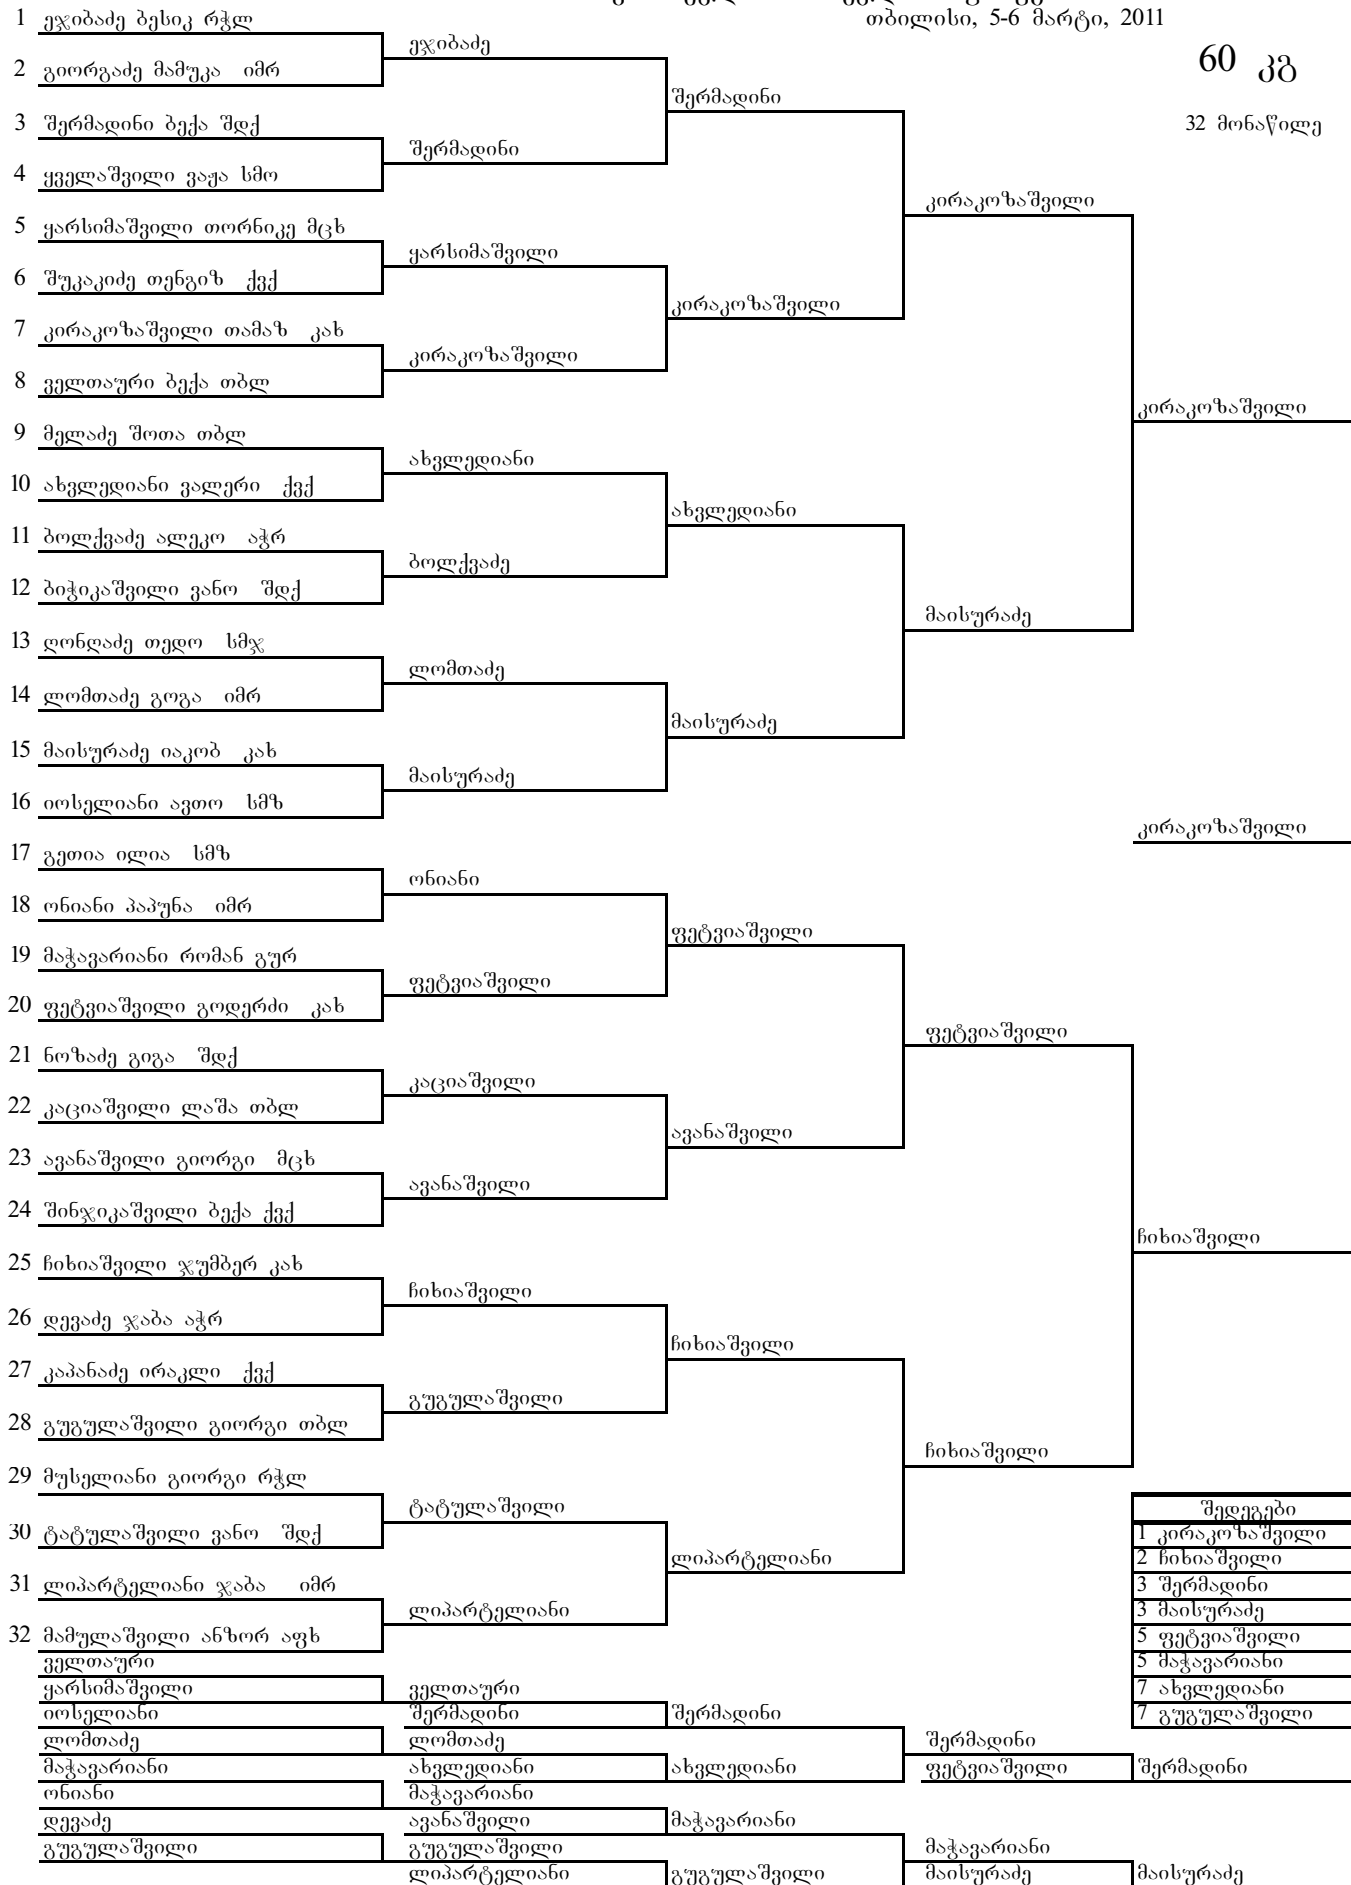 თბილისი, 5-6 მარტი, 2011
60 კგ
32 მონაწილე
1 ეჯიბაძე ბესიკ რჭლ
ეჯიბაძე
2 გიორგაძე მამუკა იმრ
შერმადინი
3 შერმადინი ბექა შდქ
შერმადინი
4 ყველაშვილი ვაჟა სმო
კირაკოზაშვილი
5 ყარსიმაშვილი თორნიკე მცხ
ყარსიმაშვილი
6 შუკაკიძე თენგიზ ქვქ
კირაკოზაშვილი
7 კირაკოზაშვილი თამაზ კახ
კირაკოზაშვილი
8 ველთაური ბექა თბლ
კირაკოზაშვილი
9 მელაძე შოთა თბლ
ახვლედიანი
10 ახვლედიანი ვალერი ქვქ
ახვლედიანი
11 ბოლქვაძე ალეკო აჭრ
ბოლქვაძე
12 ბიჭიკაშვილი ვანო შდქ
მაისურაძე
13 ღონღაძე თედო სმჯ
ლომთაძე
14 ლომთაძე გოგა იმრ
მაისურაძე
15 მაისურაძე იაკობ კახ
მაისურაძე
16 იოსელიანი ავთო სმზ
კირაკოზაშვილი
17 გეთია ილია სმზ
ონიანი
18 ონიანი პაპუნა იმრ
ფეტვიაშვილი
19 მაჭავარიანი რომან გურ
ფეტვიაშვილი
20 ფეტვიაშვილი გოდერძი კახ
ფეტვიაშვილი
21 ნოზაძე გიგა შდქ
კაციაშვილი
22 კაციაშვილი ლაშა თბლ
ავანაშვილი
23 ავანაშვილი გიორგი მცხ
ავანაშვილი
24 შინჯიკაშვილი ბექა ქვქ
ჩიხიაშვილი
25 ჩიხიაშვილი ჯუმბერ კახ
ჩიხიაშვილი
26 დევაძე ჯაბა აჭრ
ჩიხიაშვილი
27 კაპანაძე ირაკლი ქვქ
გუგულაშვილი
28 გუგულაშვილი გიორგი თბლ
ჩიხიაშვილი
29 მუსელიანი გიორგი რჭლ
ტატულაშვილი
30 ტატულაშვილი ვანო შდქ
ლიპარტელიანი
31 ლიპარტელიანი ჯაბა იმრ
ლიპარტელიანი
32 მამულაშვილი ანზორ აფხ
შედეგები
1 კირაკოზაშვილი
2 ჩიხიაშვილი
3 შერმადინი
3 მაისურაძე
5 ფეტვიაშვილი
5 მაჭავარიანი
7 ახვლედიანი
7 გუგულაშვილი
ველთაური
ყარსიმაშვილი ველთაური
იოსელიანი შერმადინი შერმადინი
ლომთაძე ლომთაძე შერმადინი
მაჭავარიანი ახვლედიანი ახვლედიანი ფეტვიაშვილი შერმადინი
ონიანი მაჭავარიანი
დევაძე ავანაშვილი მაჭავარიანი
გუგულაშვილი გუგულაშვილი მაჭავარიანი
ლიპარტელიანი გუგულაშვილი მაისურაძე მაისურაძე